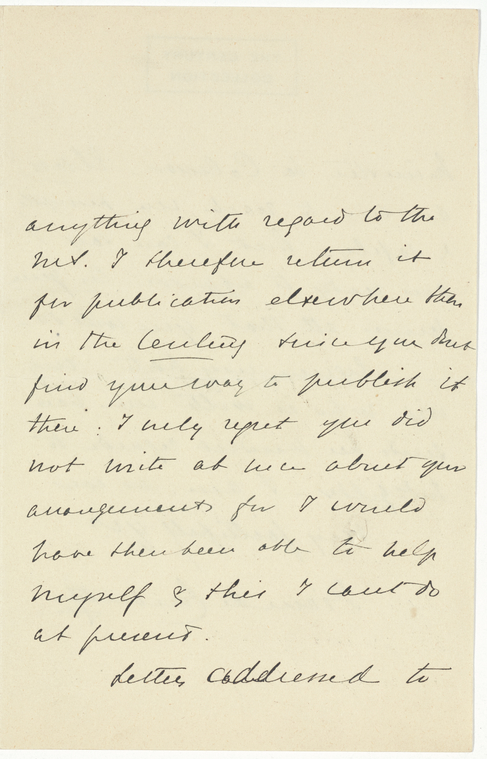 anything with regard to the
MS. I therefore return it
for publication elsewhere than
in the Century since you dont
find your way to publish it
there. I only regret you did
not write at once about your
arrangements for I would
have then been able to help
myself & this I cant do
at present.
Letters addressed to